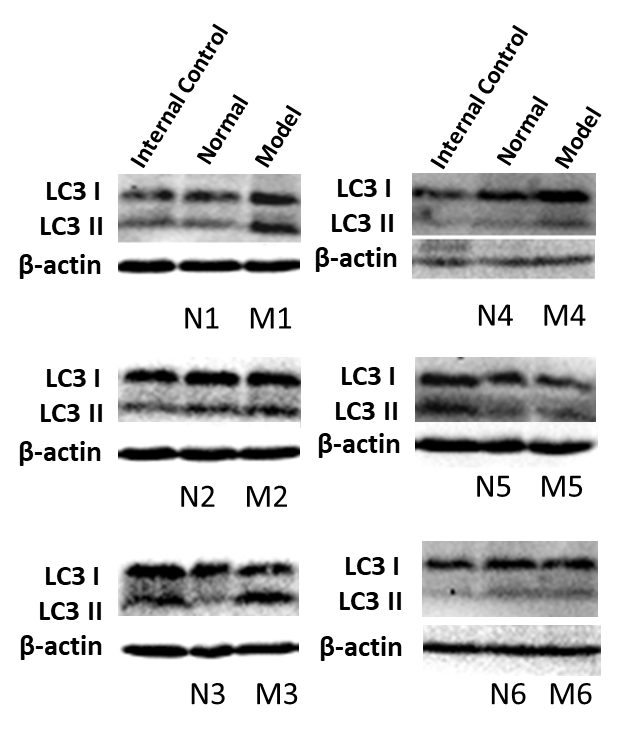 Internal Control
Normal
Model
LC3 I
LC3 II
β-actin
N1 M1
Internal Control
Normal
Model
LC3 I
LC3 II
β-actin
N4 M4
LC3 I
LC3 II
β-actin
N2 M2
LC3 I
LC3 II
β-actin
N5 M5
LC3 I
LC3 II
β-actin
N3 M3
LC3 I
LC3 II
β-actin
N6 M6